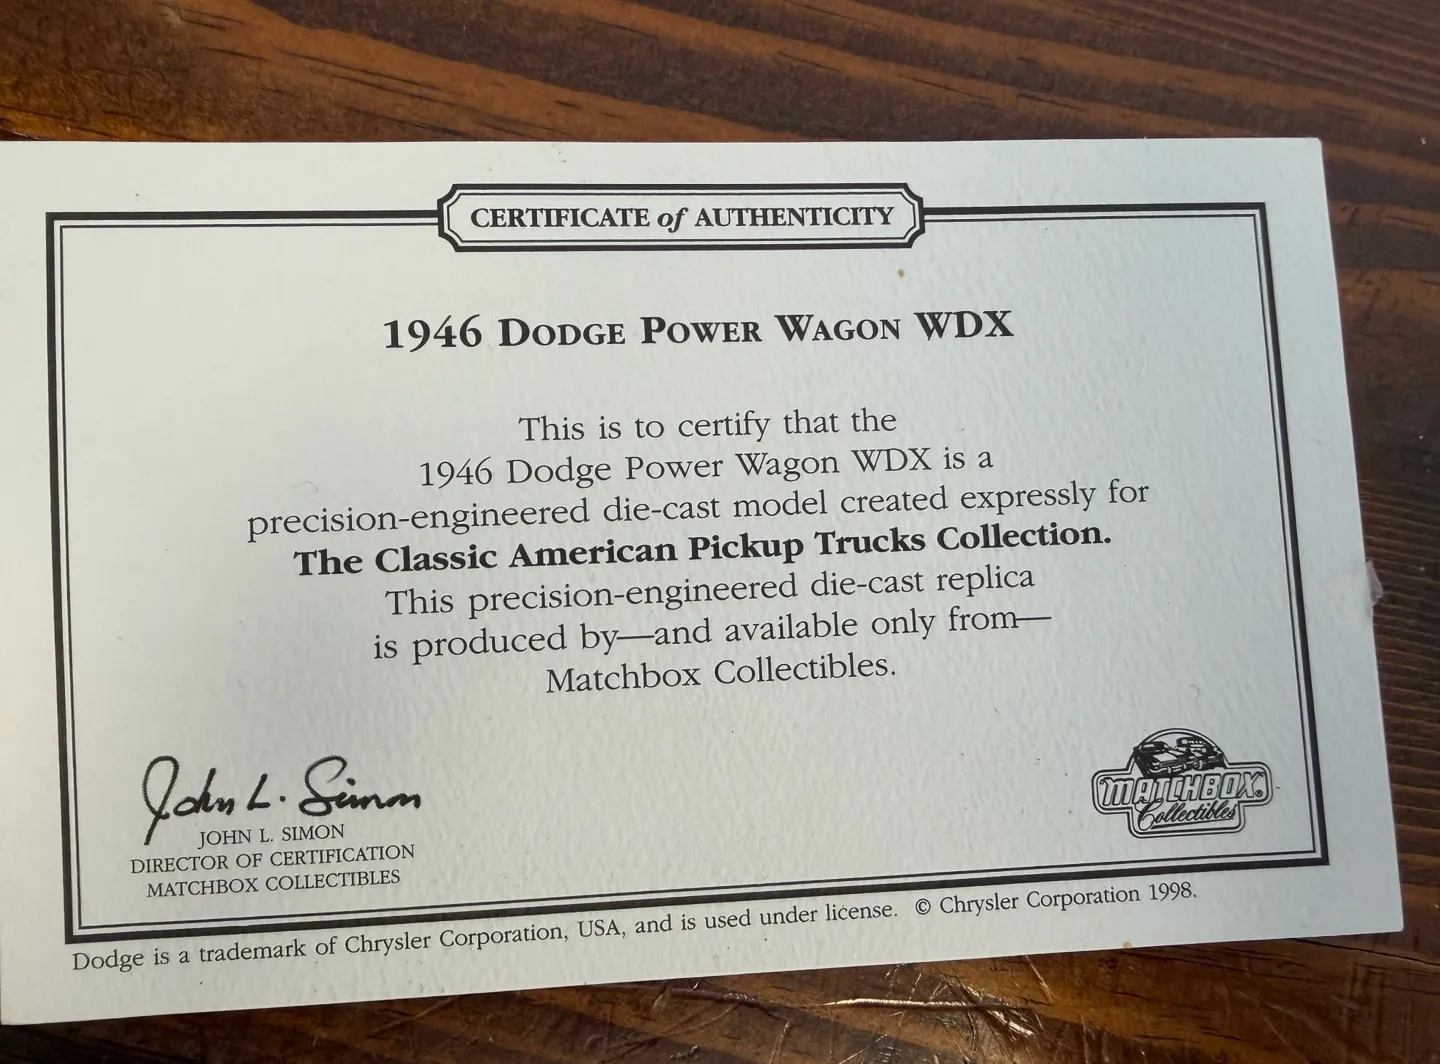 CERTIFICATE of AUTHENTICITY
1946 DODGE POWER WAGON WDX
This is to certify that the
1946 Dodge Power Wagon WDX is a
precision-engineered die-cast model created expressly for
The Classic American Pickup Trucks Collection.
This precision-engineered die-cast replica
is produced by—and available only from—
Matchbox Collectibles.
John L. Simon
JOHN L. SIMON
DIRECTOR OF CERTIFICATION
MATCHBOX COLLECTIBLES
MATCHBOX®
Collectibles
Dodge is a trademark of Chrysler Corporation, USA, and is used under license. © Chrysler Corporation 1998.